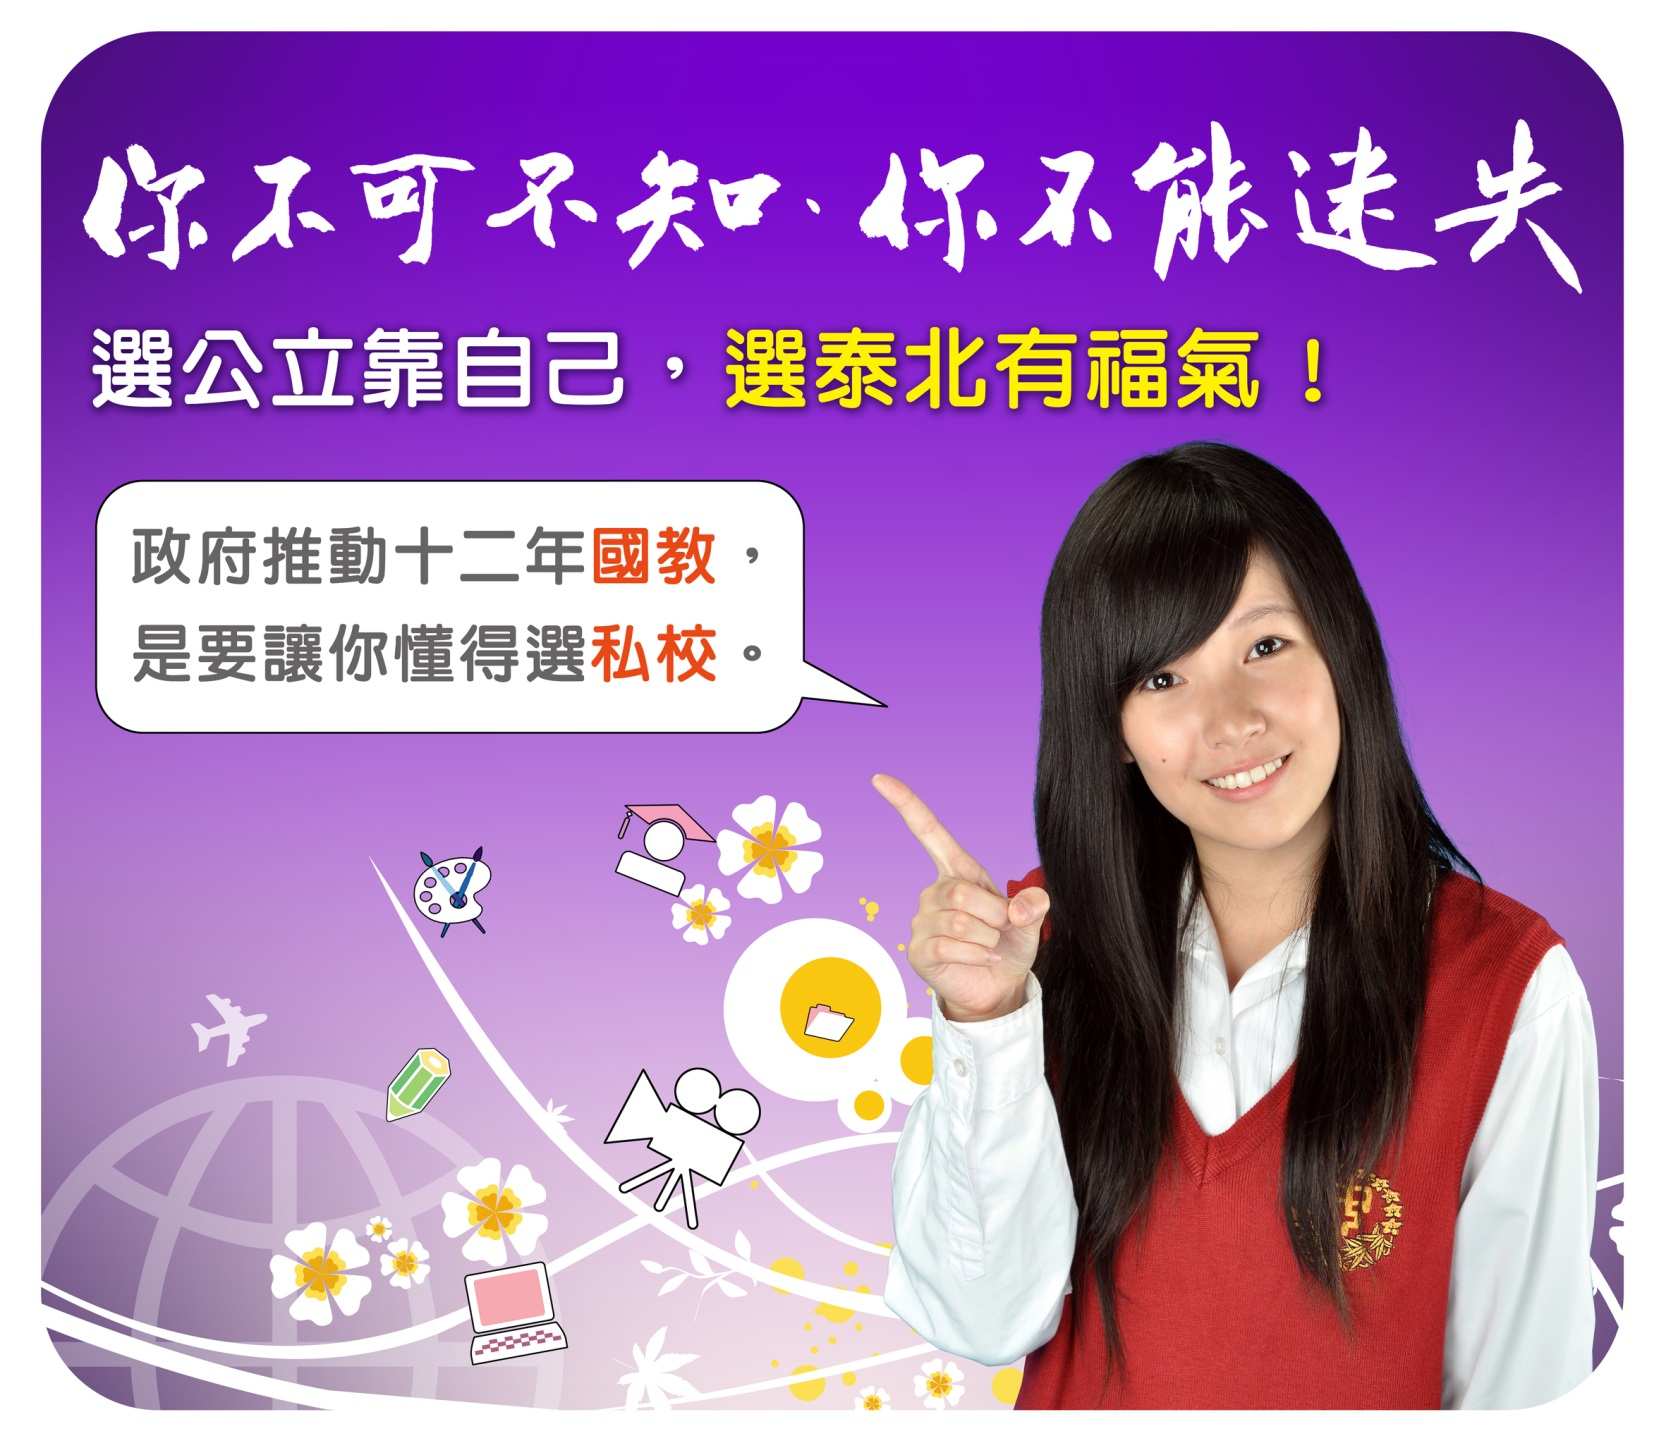 你不可不知·你不能迷失
選公立靠自己，選泰北有福氣！
政府推動十二年國教，
是要讓你懂得選私校。